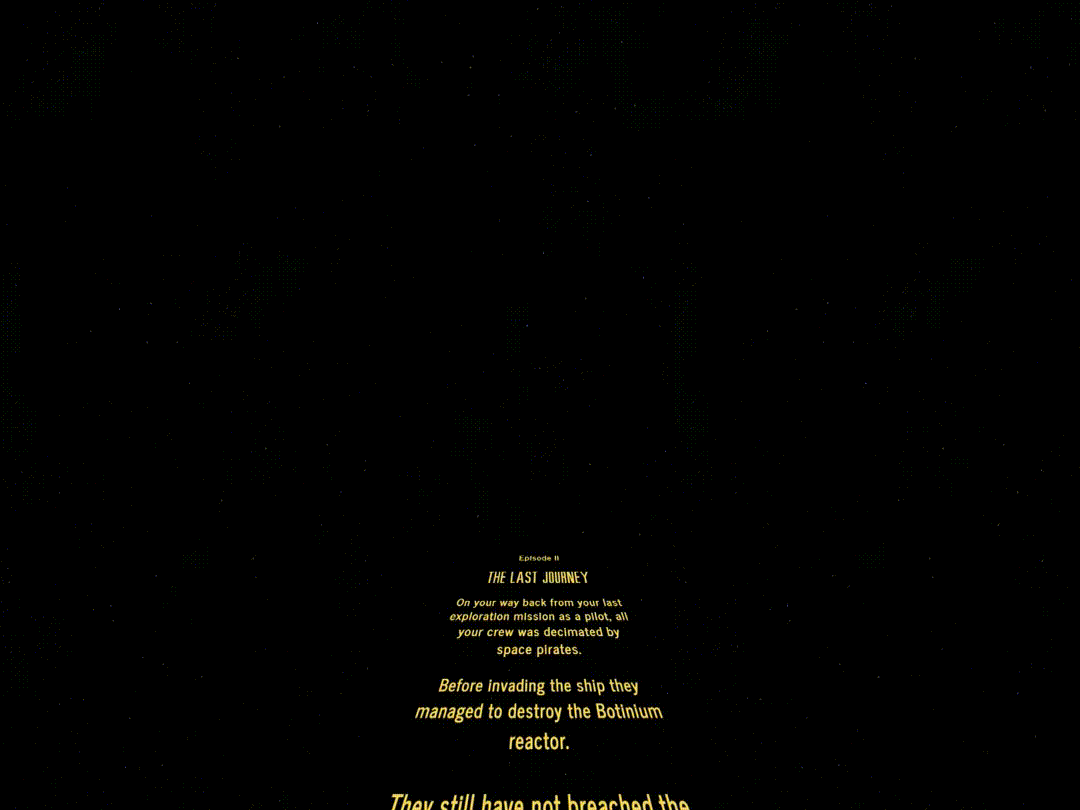 Episode II
THE LAST JOURNEY
On your way back from your last
exploration mission as a pilot, all
your crew was decimated by
space pirates.
Before invading the ship they
managed to destroy the Botinium
reactor.
They still have not breached the